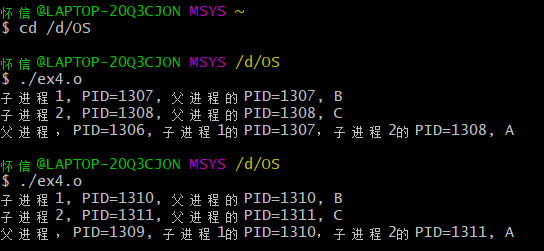 怀信@LAPTOP-20Q3CJON MSYS ~
$ cd /d/OS
怀信@LAPTOP-20Q3CJON MSYS /d/OS
$ ./ex4.o
子进程1, PID=1307, 父进程的PID=1307, B
子进程2, PID=1308, 父进程的PID=1308, C
父进程, PID=1306, 子进程1的PID=1307, 子进程2的PID=1308, A
怀信@LAPTOP-20Q3CJON MSYS /d/OS
$ ./ex4.o
子进程1, PID=1310, 父进程的PID=1310, B
子进程2, PID=1311, 父进程的PID=1311, C
父进程, PID=1309, 子进程1的PID=1310, 子进程2的PID=1311, A